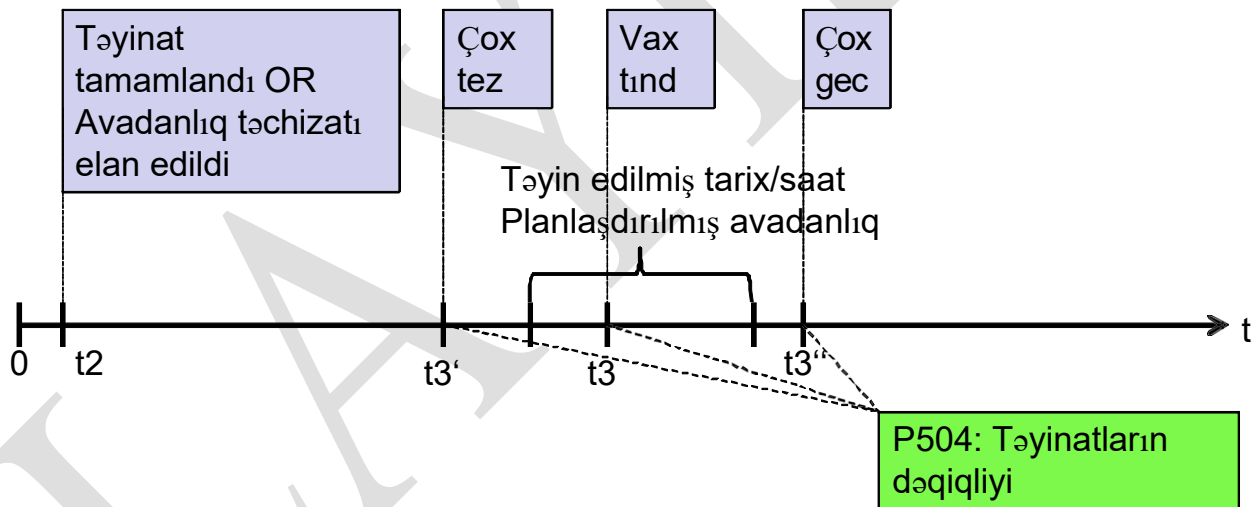 Təyinat
tamamlandı OR
Avadanlıq təchizatı
elan edildi
Çox
tez
Vax
tınd
Çox
gec
Təyin edilmiş tarix/saat
Planlaşdırılmış avadanlıq
0
t2
t3‘
t3
t3‘‘
t
P504: Təyinatların
dəqiqliyi